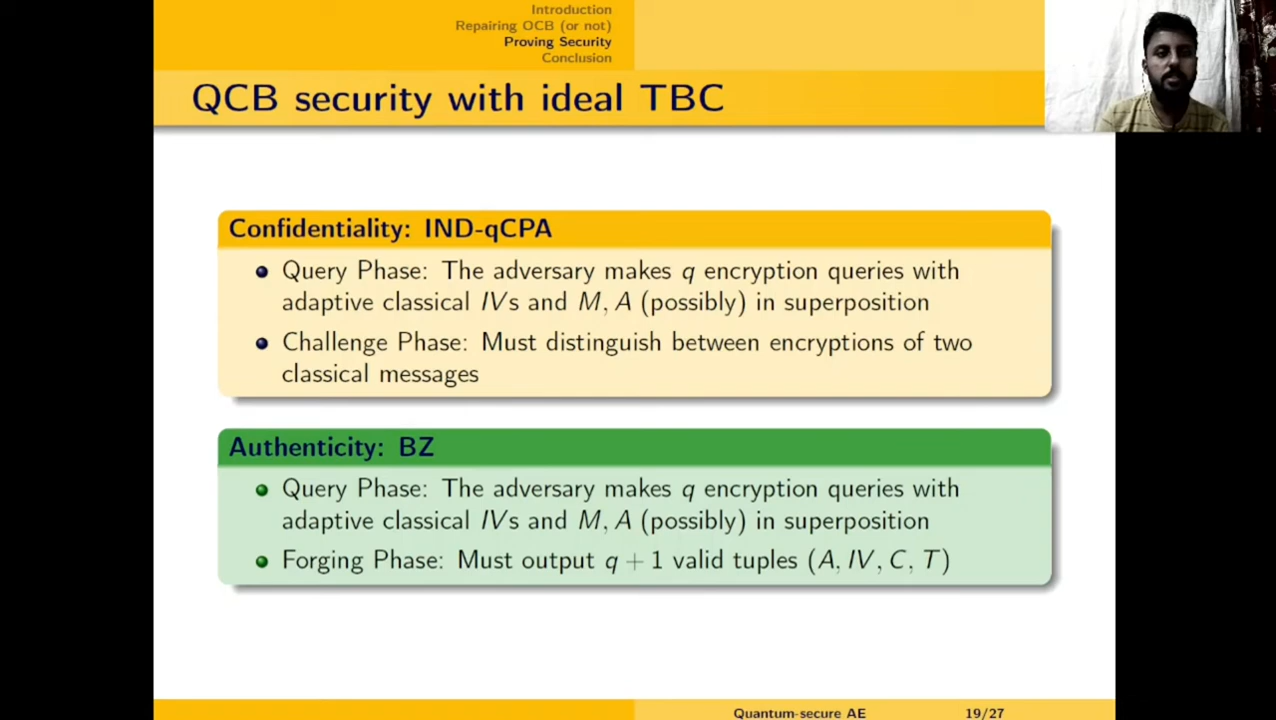 Introduction
Repairing OCB (or not)
Proving Security
Conclusion
QCB security with ideal TBC
Confidentiality: IND-qCPA
Query Phase: The adversary makes q encryption queries with
adaptive classical IVs and M, A (possibly) in superposition
Challenge Phase: Must distinguish between encryptions of two
classical messages
Authenticity: BZ
Query Phase: The adversary makes q encryption queries with
adaptive classical IVs and M, A (possibly) in superposition
Forging Phase: Must output q + 1 valid tuples (A, IV, C, T)
Quantum-secure AE 19/27